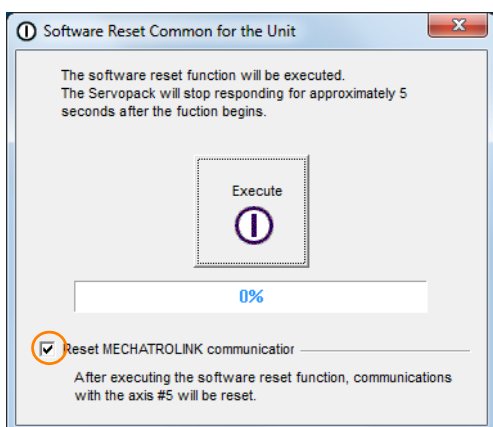 Software Reset Common for the Unit
The software reset function will be executed.
The Servopack will stop responding for approximately 5
seconds after the fuction begins.
Execute
0%
Reset MECHATROLINK communicatior
After executing the software reset function, communications
with the axis #5 will be reset.